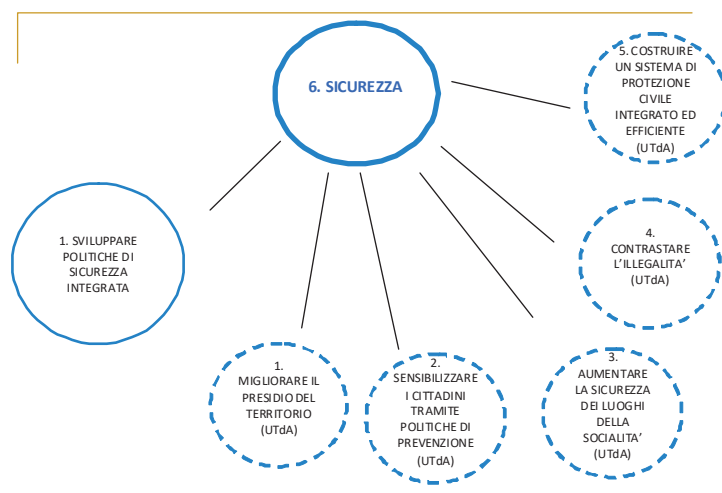 6. SICUREZZA
5. COSTRUIRE
UN SISTEMA DI
PROTEZIONE
CIVILE
INTEGRATO ED
EFFICIENTE
(UTdA)
1. SVILUPPARE
POLITICHE DI
SICUREZZA
INTEGRATA
4.
CONTRASTARE
L'ILLEGALITA'
(UTdA)
1.
MIGLIORARE IL
PRESIDIO DEL
TERRITORIO
(UTdA)
2.
SENSIBILIZZARE
I CITTADINI
TRAMITE
POLITICHE DI
PREVENZIONE
(UTdA)
3.
AUMENTARE
LA SICUREZZA
DEI LUOGHI
DELLA
SOCIALITA'
(UTdA)